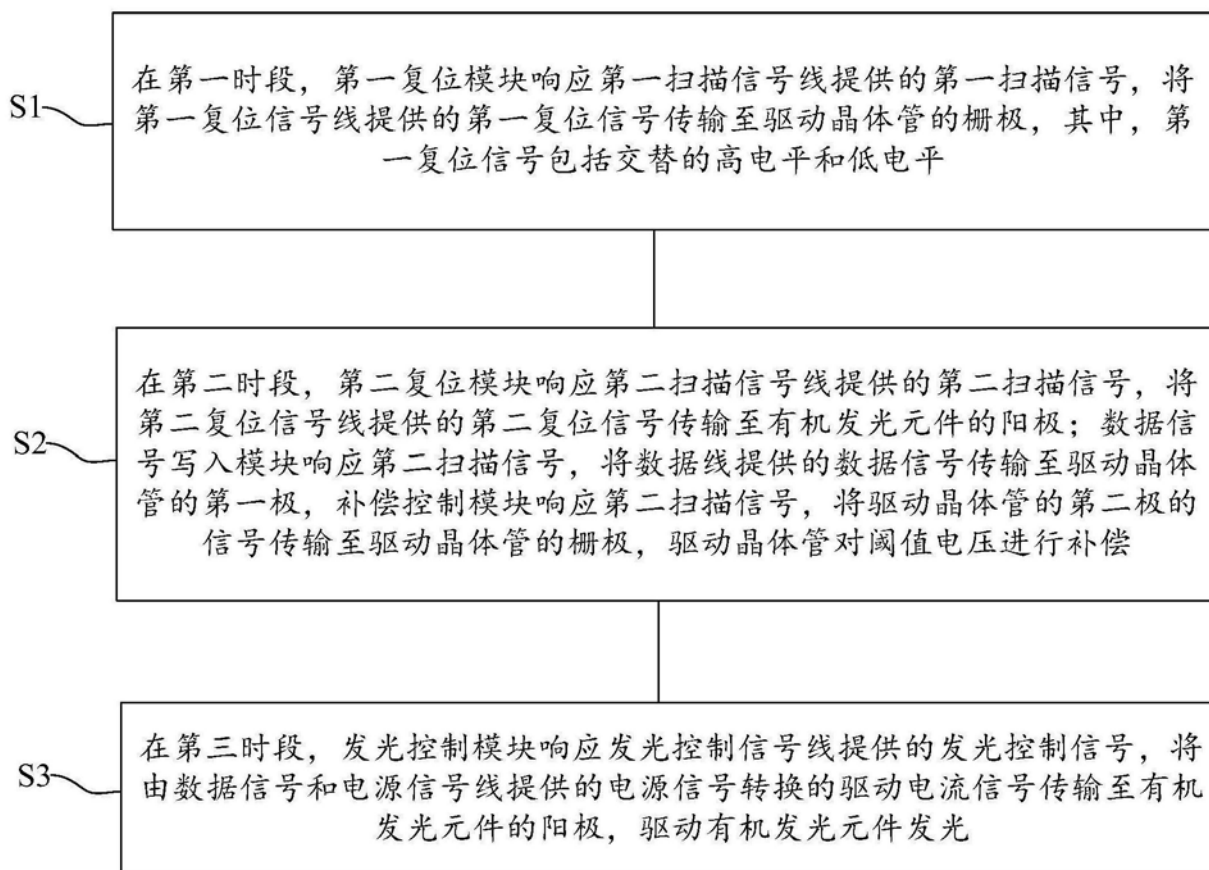 S1
在第一时段，第一复位模块响应第一扫描信号线提供的第一扫描信号，将
第一复位信号线提供的第一复位信号传输至驱动晶体管的栅极，其中，第
一复位信号包括交替的高电平和低电平
S2
在第二时段，第二复位模块响应第二扫描信号线提供的第二扫描信号，将
第二复位信号线提供的第二复位信号传输至有机发光元件的阳极；数据信
号写入模块响应第二扫描信号，将数据线提供的数据信号传输至驱动晶体
管的第一极，补偿控制模块响应第二扫描信号，将驱动晶体管的第二极的
信号传输至驱动晶体管的栅极，驱动晶体管对阈值电压进行补偿
S3
在第三时段，发光控制模块响应发光控制信号线提供的发光控制信号，将
由数据信号和电源信号线提供的电源信号转换的驱动电流信号传输至有机
发光元件的阳极，驱动有机发光元件发光